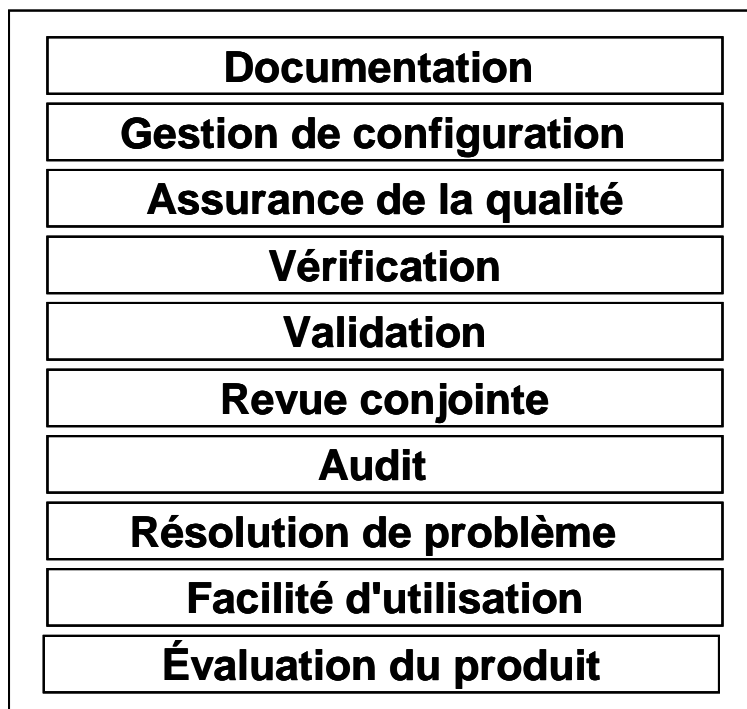 Documentation
Gestion de configuration
Assurance de la qualité
Vérification
Validation
Revue conjointe
Audit
Résolution de problème
Facilité d'utilisation
Évaluation du produit